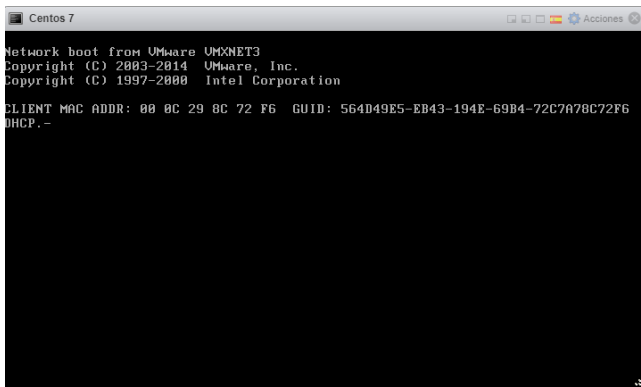 Centos 7
Acciones
Network boot from VMware VMXNET3
Copyright (C) 2003-2014  VMware, Inc.
Copyright (C) 1997-2000  Intel Corporation
CLIENT MAC ADDR: 00 0C 29 8C 72 F6  GUID: 564D49E5-EB43-194E-69B4-72C7A78C72F6
DHCP.-